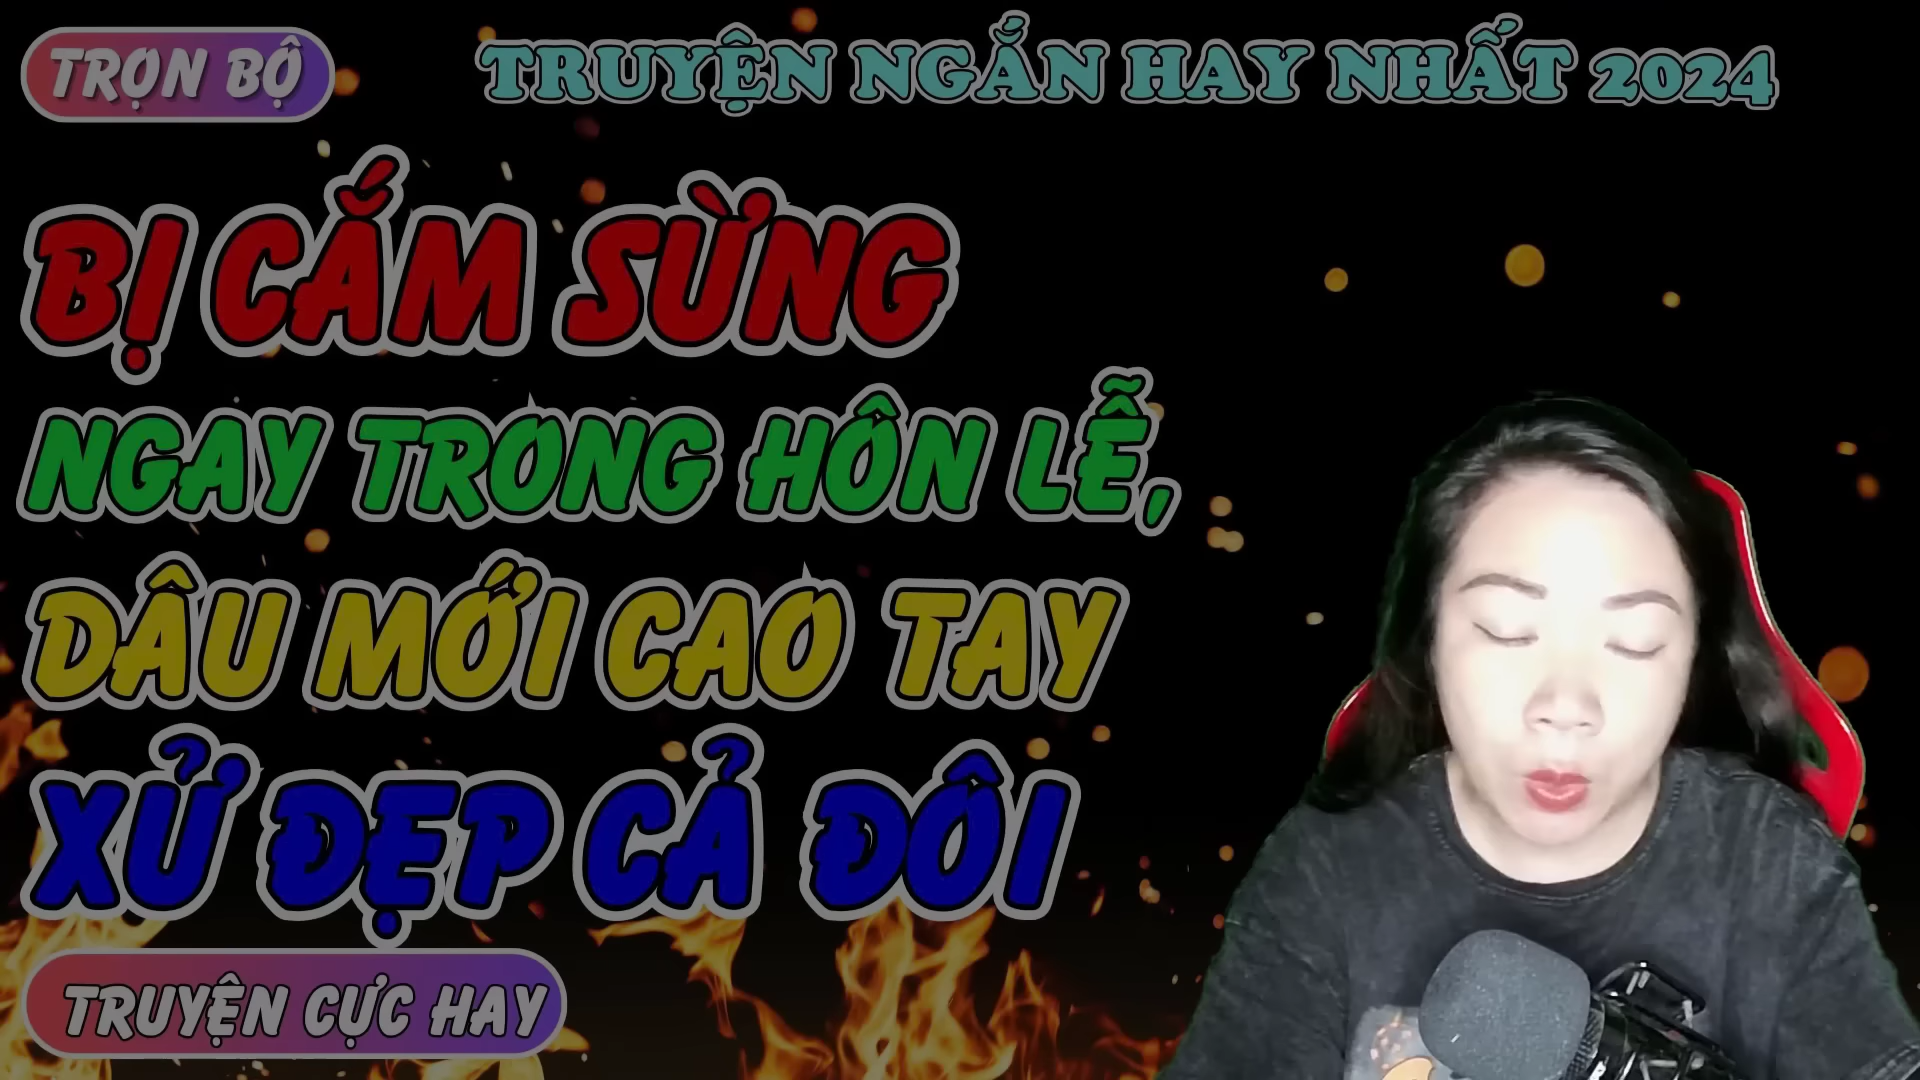 TRỌN BỘ
TRUYỆN NGẮN HAY NHẤT 2024
BỊ CẮM SỪNG
NGAY TRONG HÔN LỄ,
DÂU MỚI CAO TAY
XỬ ĐẸP CẢ ĐÔI
TRUYỆN CỰC HAY